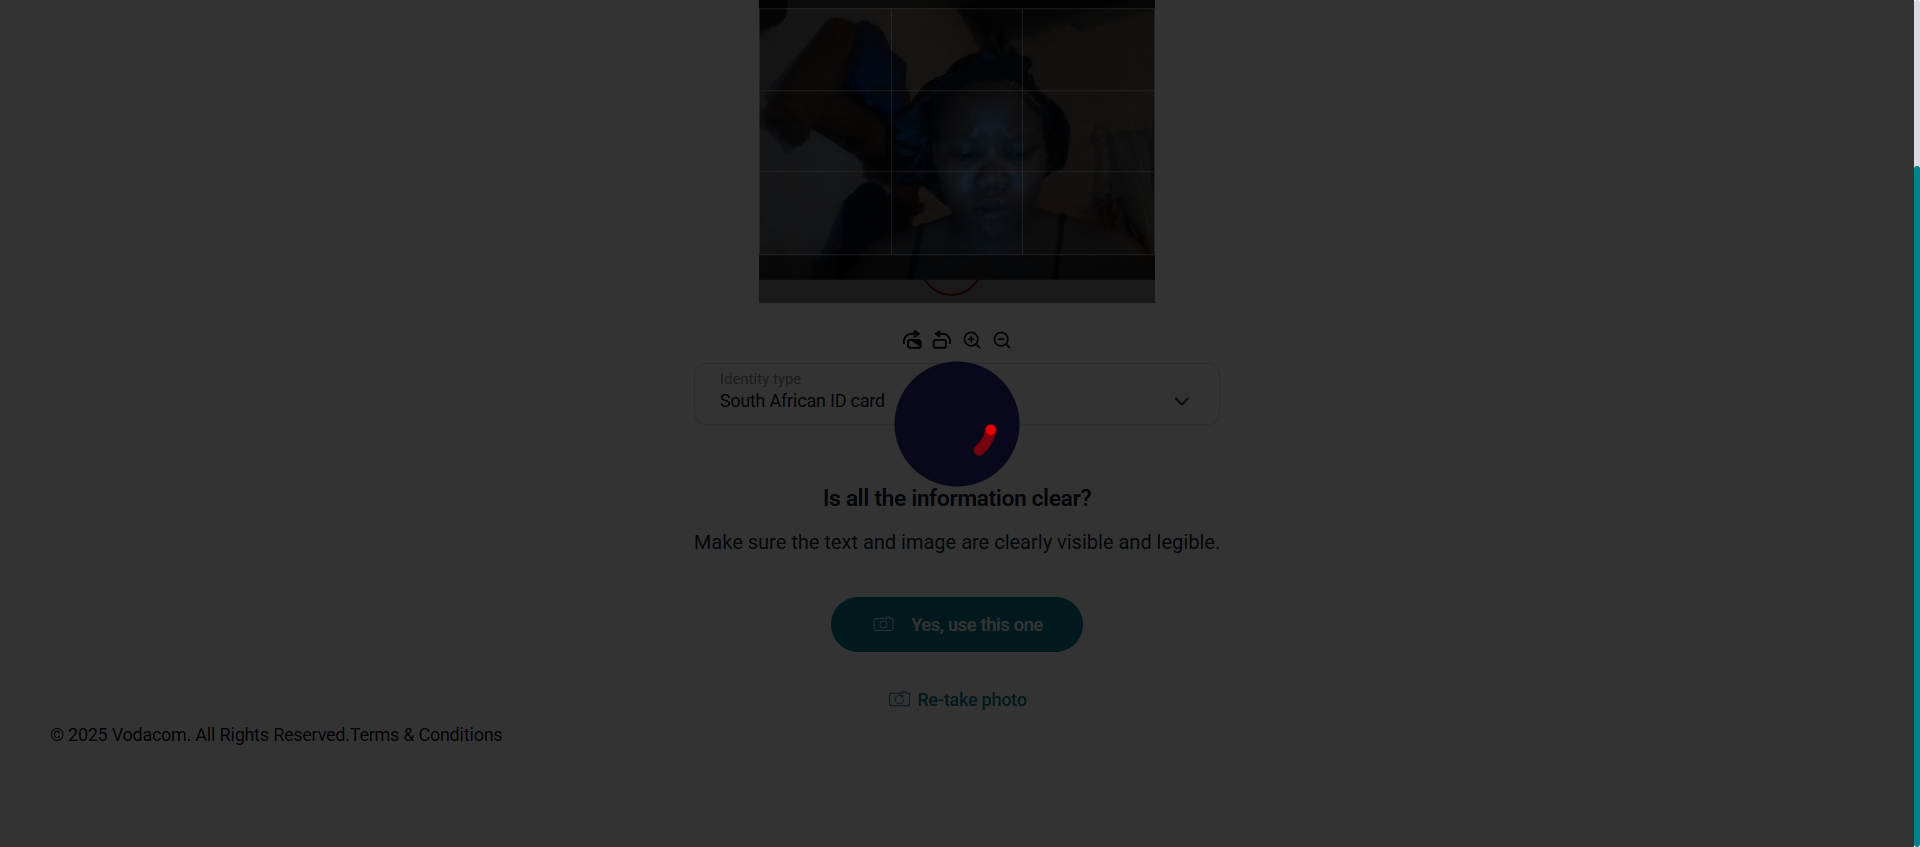 Identity type
South African ID card
Is all the information clear?
Make sure the text and image are clearly visible and legible.
Yes, use this one
Re-take photo
© 2025 Vodacom. All Rights Reserved.Terms & Conditions